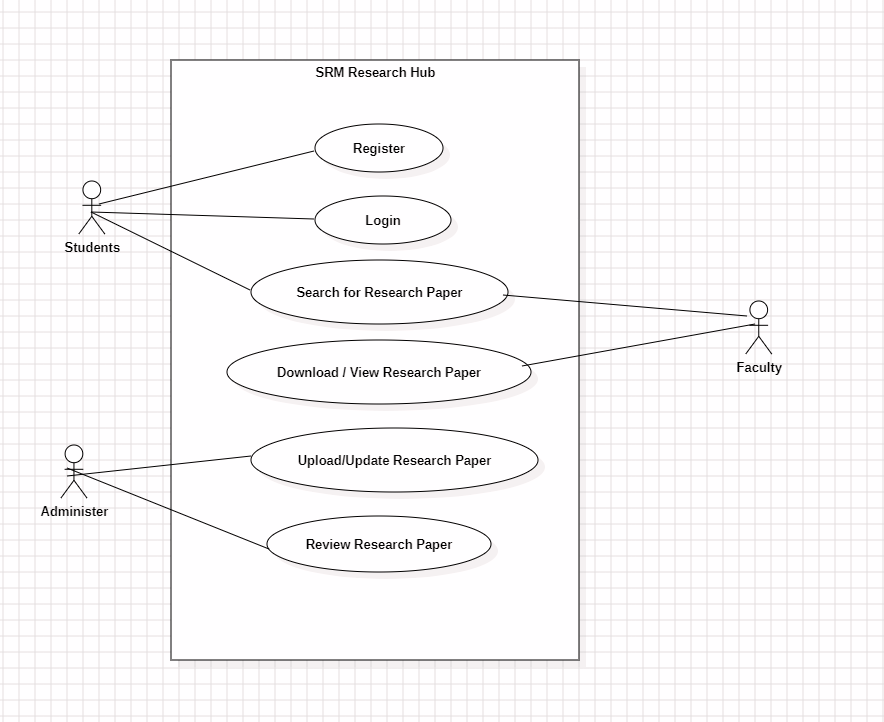 SRM Research Hub
Register
Login
Students
Search for Research Paper
Faculty
Download / View Research Paper
Upload/Update Research Paper
Administer
Review Research Paper